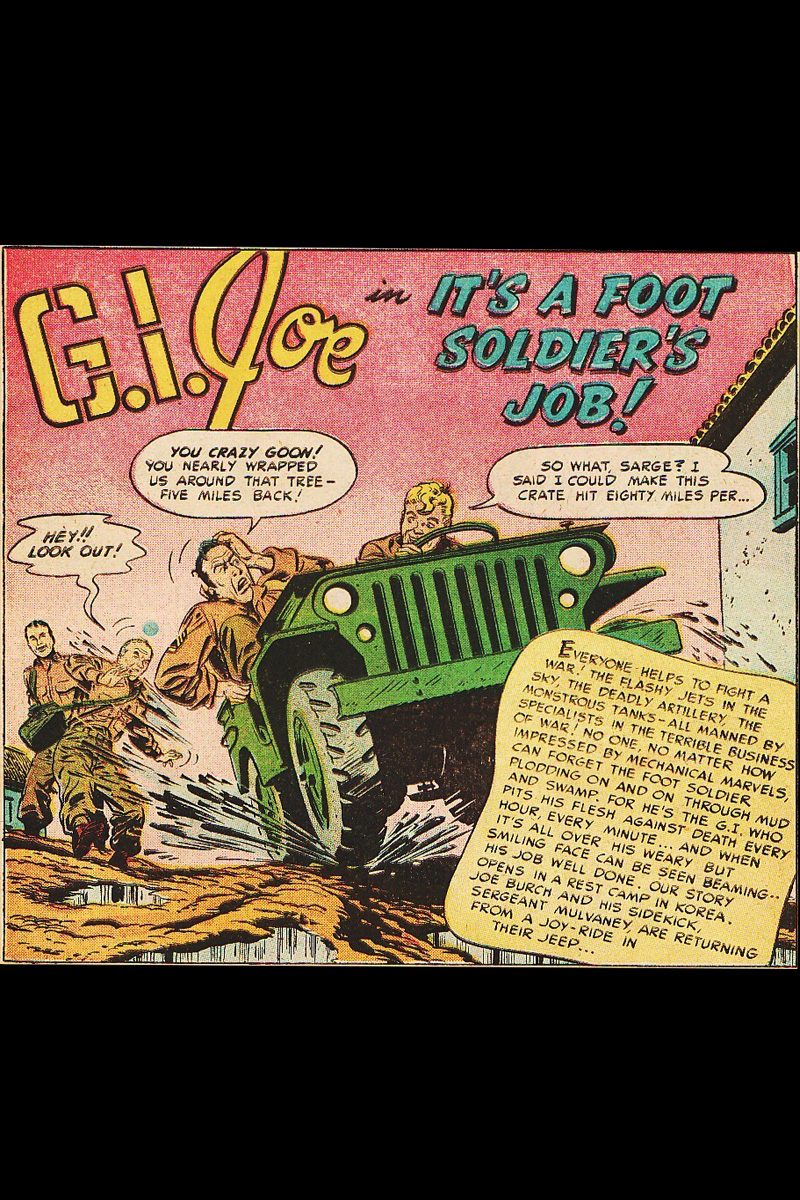 G.I. Joe in IT'S A FOOT
SOLDIER'S
JOB!
YOU CRAZY GOON!
YOU NEARLY WRAPPED
US AROUND THAT TREE—
FIVE MILES BACK!
SO WHAT, SARGE? I
SAID I COULD MAKE THIS
CRATE HIT EIGHTY MILES PER...
HEY!!
LOOK OUT!
EVERYONE HELPS TO FIGHT A
WAR! THE FLASHY JETS IN THE
SKY, THE DEADLY ARTILLERY, THE
MONSTROUS TANKS-ALL MANNED BY
SPECIALISTS IN THE TERRIBLE BUSINESS
OF WAR! NO ONE, NO MATTER HOW
IMPRESSED BY MECHANICAL MARVELS,
CAN FORGET THE FOOT SOLDIER
PLODDING ON AND ON THROUGH MUD
AND SWAMP. FOR HE'S THE G.I. WHO
PITS HIS FLESH AGAINST DEATH EVERY
HOUR, EVERY MINUTE... AND WHEN
IT'S ALL OVER HIS WEARY BUT
SMILING FACE CAN BE SEEN BEAMING--
HIS JOB WELL DONE. OUR STORY
OPENS IN A REST CAMP IN KOREA.
JOE BURCH AND HIS SIDEKICK,
SERGEANT MULVANEY, ARE RETURNING
FROM A JOY-RIDE IN
THEIR JEEP...